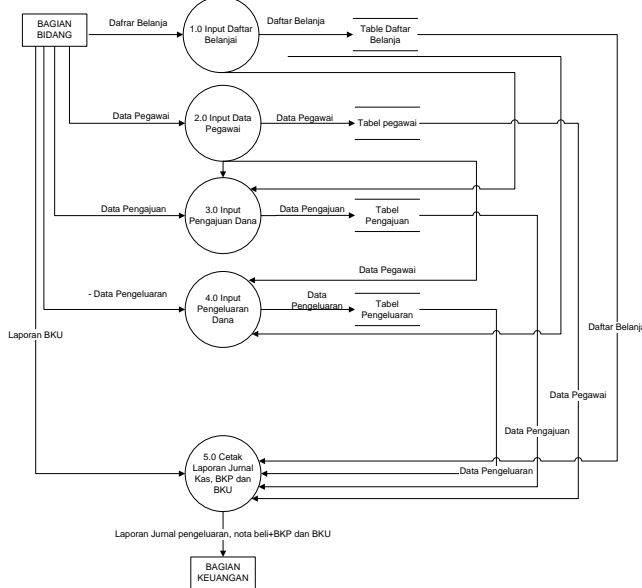 BAGIAN
BIDANG
Dafrar Belanja
1.0 Input Daftar
Belanjai
Daftar Belanja
Table Daftar
Belanja
Data Pegawai
2.0 Input Data
Pegawai
Data Pegawai
Tabel pegawai
Data Pengajuan
3.0 Input
Pengajuan Dana
Data Pengajuan
Tabel
Pengajuan
Data Pegawai
- Data Pengeluaran
4.0 Input
Pengeluaran
Dana
Data
Pengeluaran
Tabel
Pengeluaran
Laporan BKU
Daftar Belanja
Data Pegawai
Data Pengajuan
Data Pengeluaran
5.0 Cetak
Laporan Jurnal
Kas, BKP dan
BKU
Laporan Jurnal pengeluaran, nota beli+BKP dan BKU
BAGIAN
KEUANGAN